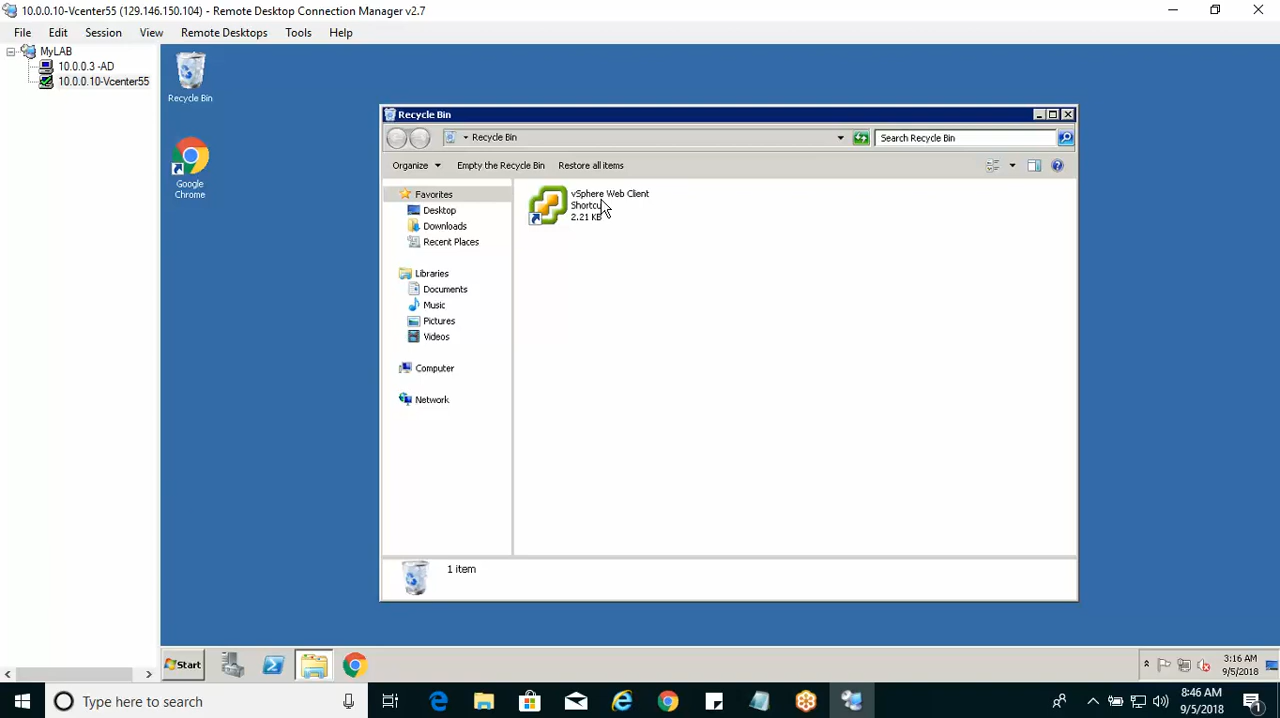 10.0.0.10-Vcenter55 (129.146.150.104) - Remote Desktop Connection Manager v2.7
File Edit Session View Remote Desktops Tools Help
MyLAB
10.0.0.3 -AD
10.0.0.10-Vcenter55
Recycle Bin
Google
Chrome
Recycle Bin
Recycle Bin
Search Recycle Bin
Organize Empty the Recycle Bin Restore all items
Favorites
Desktop
Downloads
Recent Places
Libraries
Documents
Music
Pictures
Videos
Computer
Network
vSphere Web Client
Shortcu
2.21 KB
1 item
Start
3:16 AM
9/5/2018
Type here to search
8:46 AM
9/5/2018
1